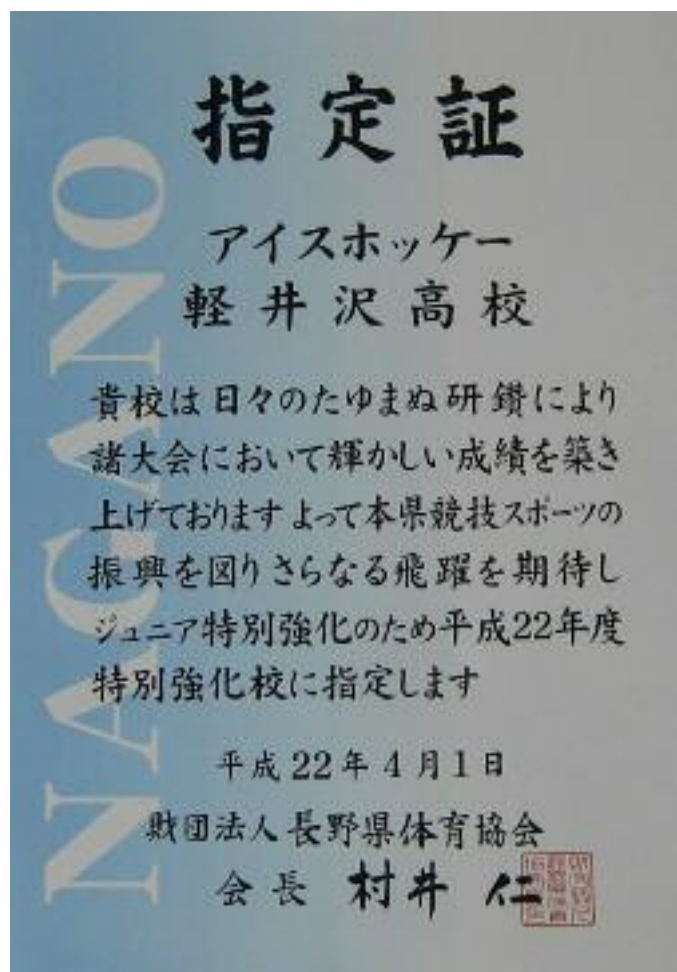 指定証
アイスホッケー
軽井沢高校
貴校は日々のたゆまぬ研鑽により
諸大会において輝かしい成績を築き
上げております よって本県競技スポーツの
振興を図りさらなる飛躍を期待し
ジュニア特別強化のため平成22年度
特別強化校に指定します
平成22年4月1日
財団法人長野県体育協会
会長 村井 仁
NAGANO